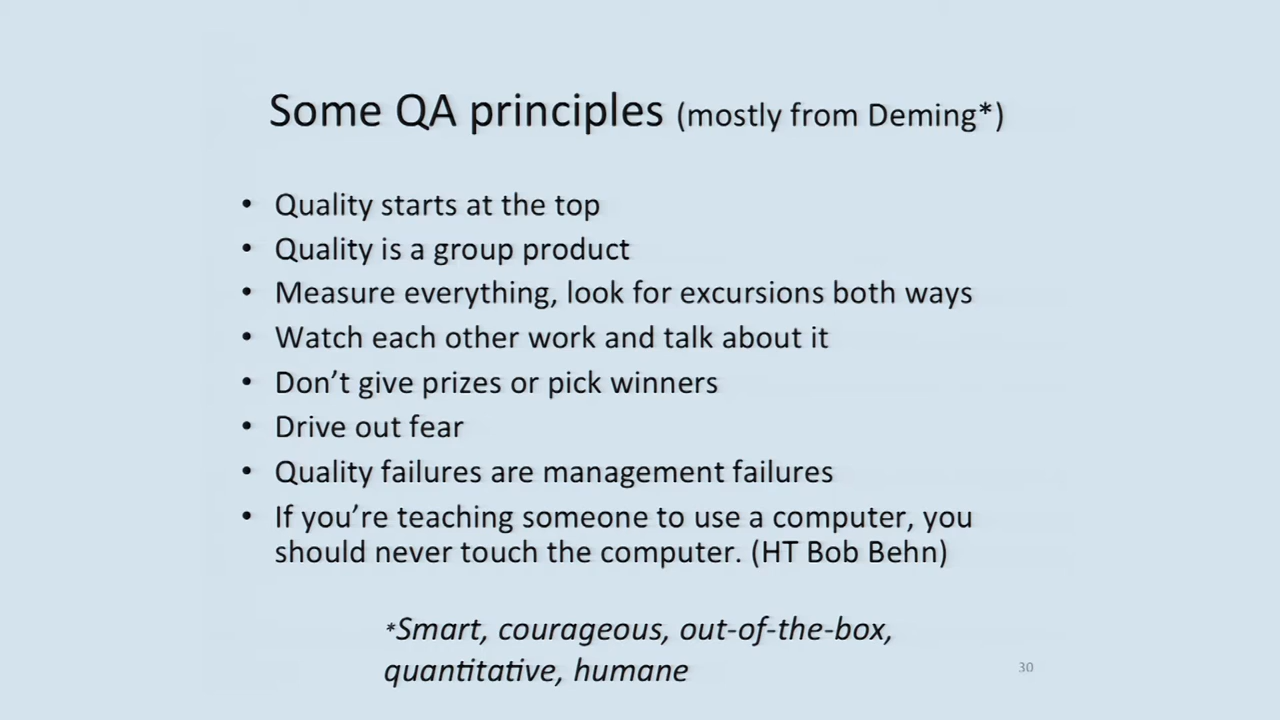 Some QA principles (mostly from Deming*)
• Quality starts at the top
• Quality is a group product
• Measure everything, look for excursions both ways
• Watch each other work and talk about it
• Don’t give prizes or pick winners
• Drive out fear
• Quality failures are management failures
• If you’re teaching someone to use a computer, you
should never touch the computer. (HT Bob Behn)
*Smart, courageous, out-of-the-box,
quantitative, humane
30